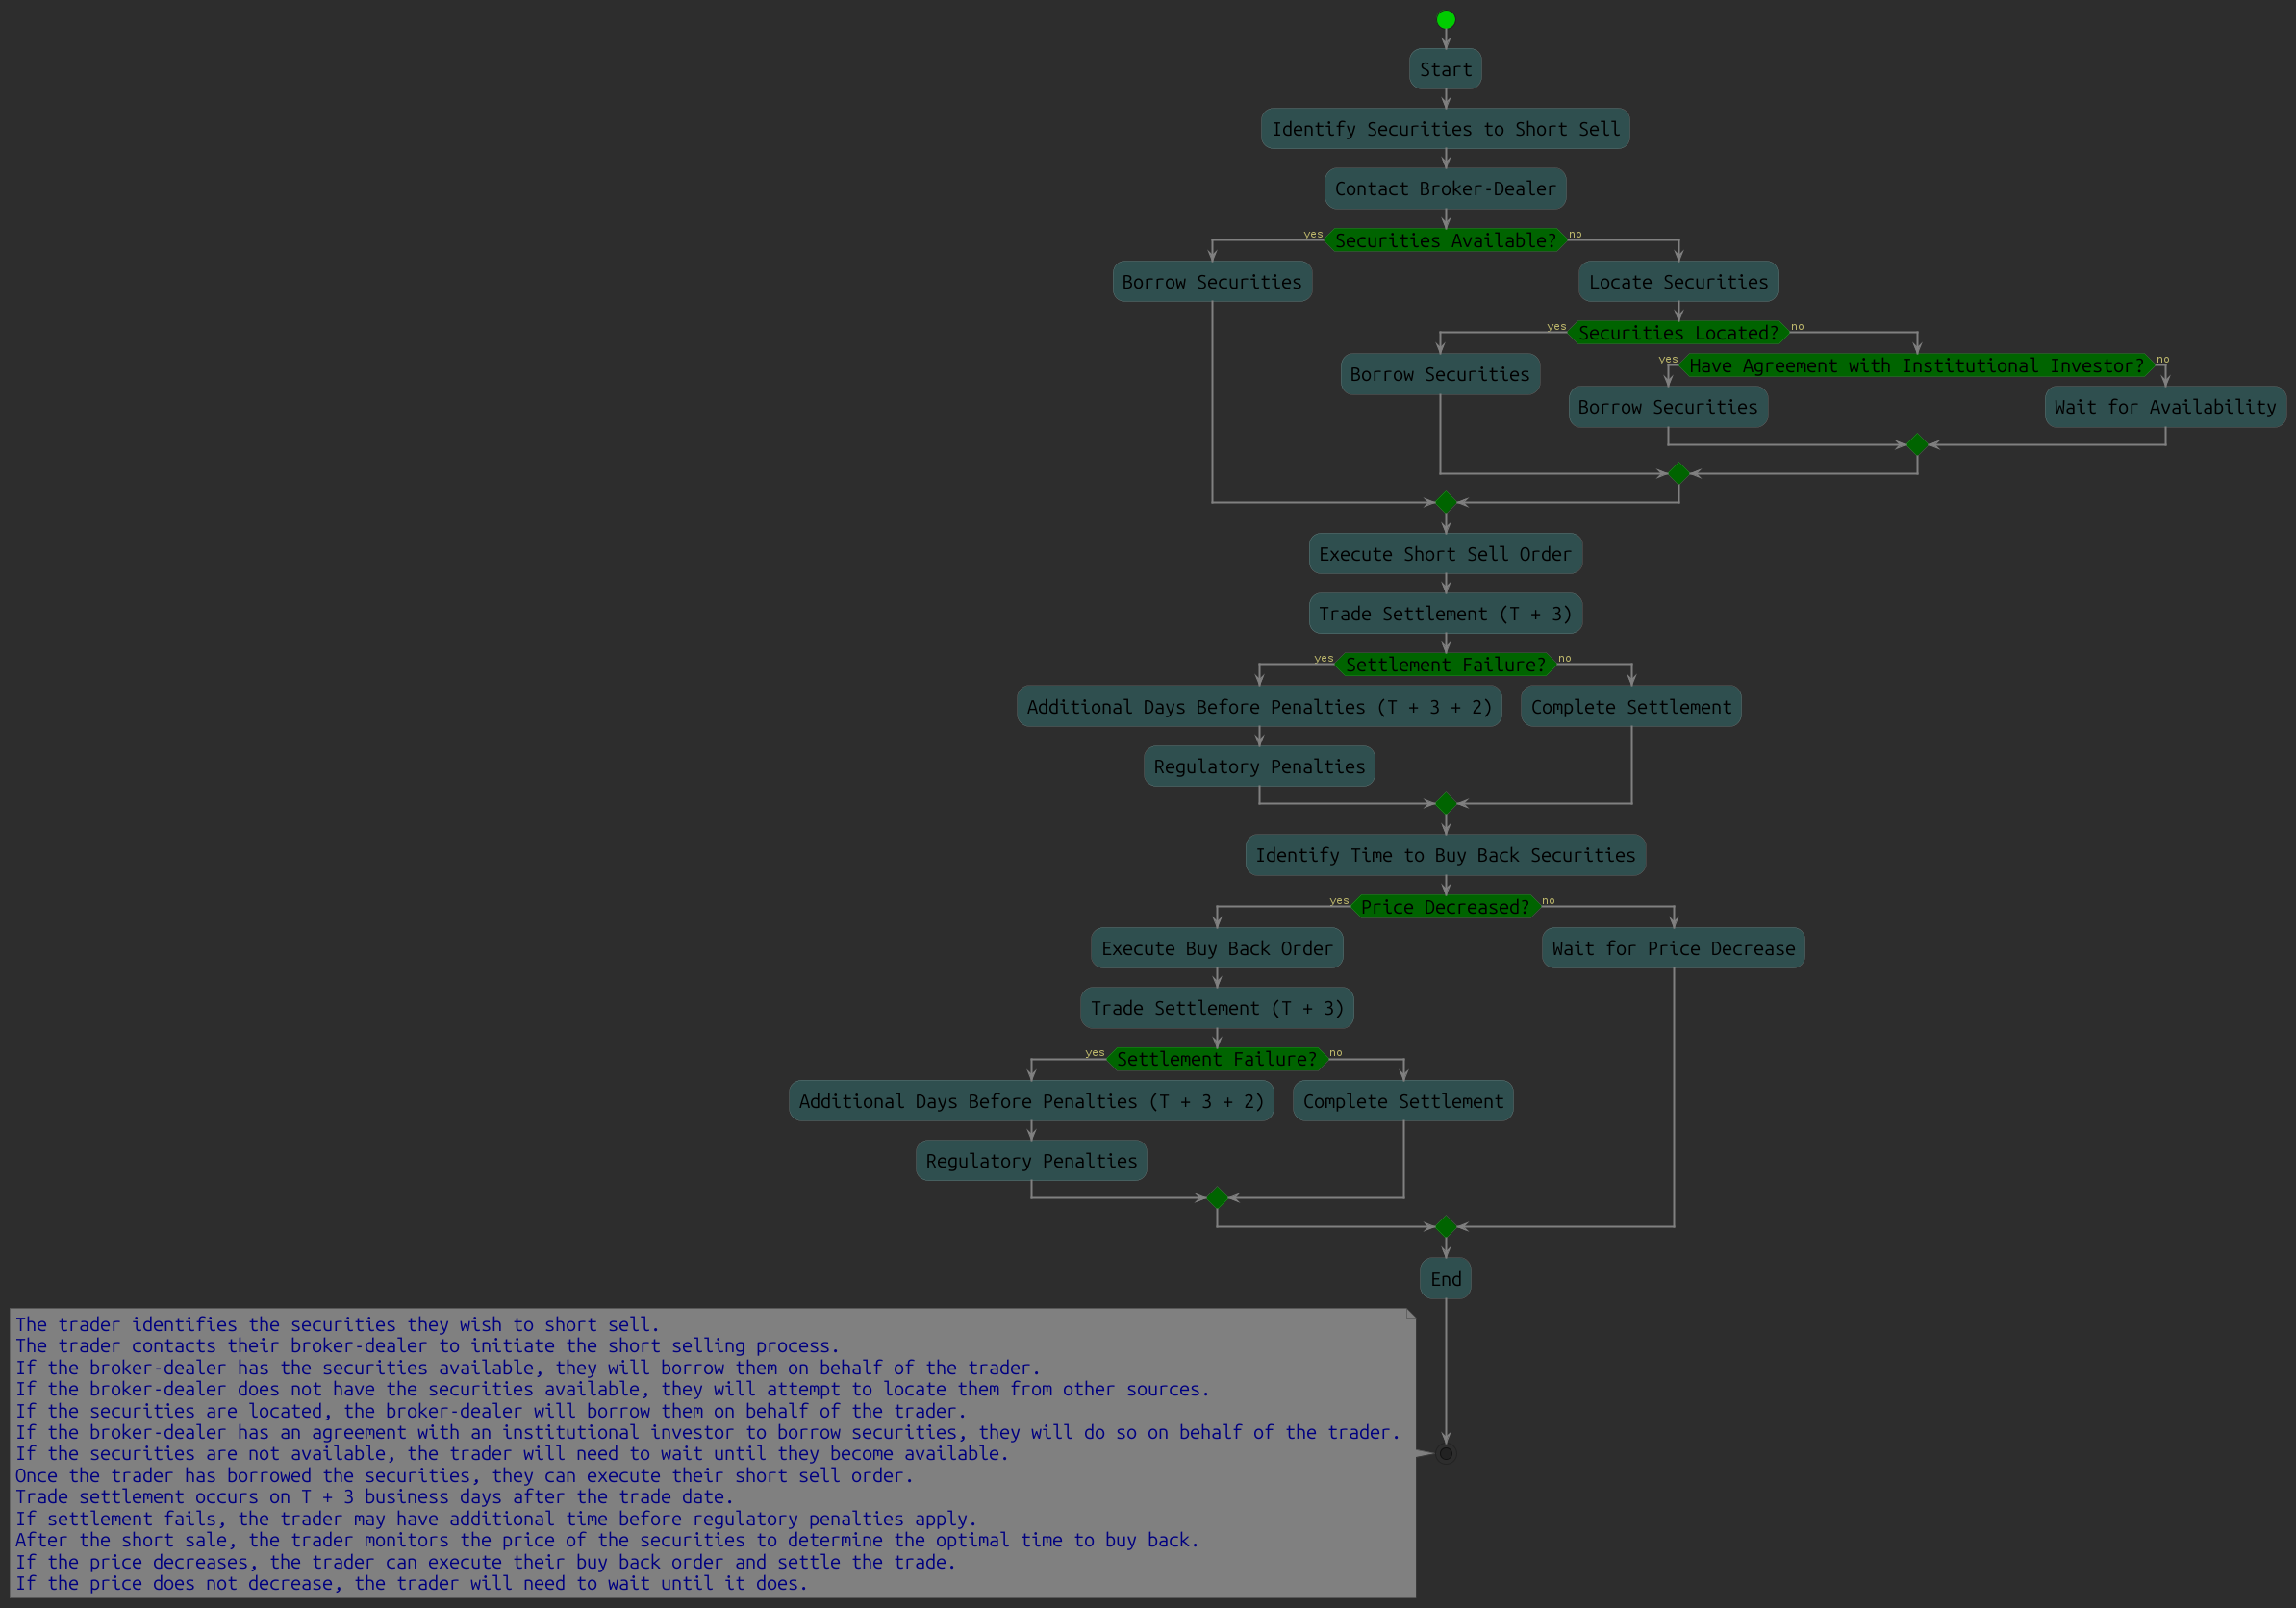 Start
Identify Securities to Short Sell
Contact Broker-Dealer
yes
Securities Available?
no
Borrow Securities
Locate Securities
yes
Securities Located?
no
Borrow Securities
yes
Have Agreement with Institutional Investor?
no
Borrow Securities
Wait for Availability
Execute Short Sell Order
Trade Settlement (T + 3)
yes
Settlement Failure?
no
Additional Days Before Penalties (T + 3 + 2)
Complete Settlement
Regulatory Penalties
Identify Time to Buy Back Securities
yes
Price Decreased?
no
Execute Buy Back Order
Wait for Price Decrease
Trade Settlement (T + 3)
yes
Settlement Failure?
no
Additional Days Before Penalties (T + 3 + 2)
Complete Settlement
Regulatory Penalties
End
The trader identifies the securities they wish to short sell.
The trader contacts their broker-dealer to initiate the short selling process.
If the broker-dealer has the securities available, they will borrow them on behalf of the trader.
If the broker-dealer does not have the securities available, they will attempt to locate them from other sources.
If the securities are located, the broker-dealer will borrow them on behalf of the trader.
If the broker-dealer has an agreement with an institutional investor to borrow securities, they will do so on behalf of the trader.
If the securities are not available, the trader will need to wait until they become available.
Once the trader has borrowed the securities, they can execute their short sell order.
Trade settlement occurs on T + 3 business days after the trade date.
If settlement fails, the trader may have additional time before regulatory penalties apply.
After the short sale, the trader monitors the price of the securities to determine the optimal time to buy back.
If the price decreases, the trader can execute their buy back order and settle the trade.
If the price does not decrease, the trader will need to wait until it does.